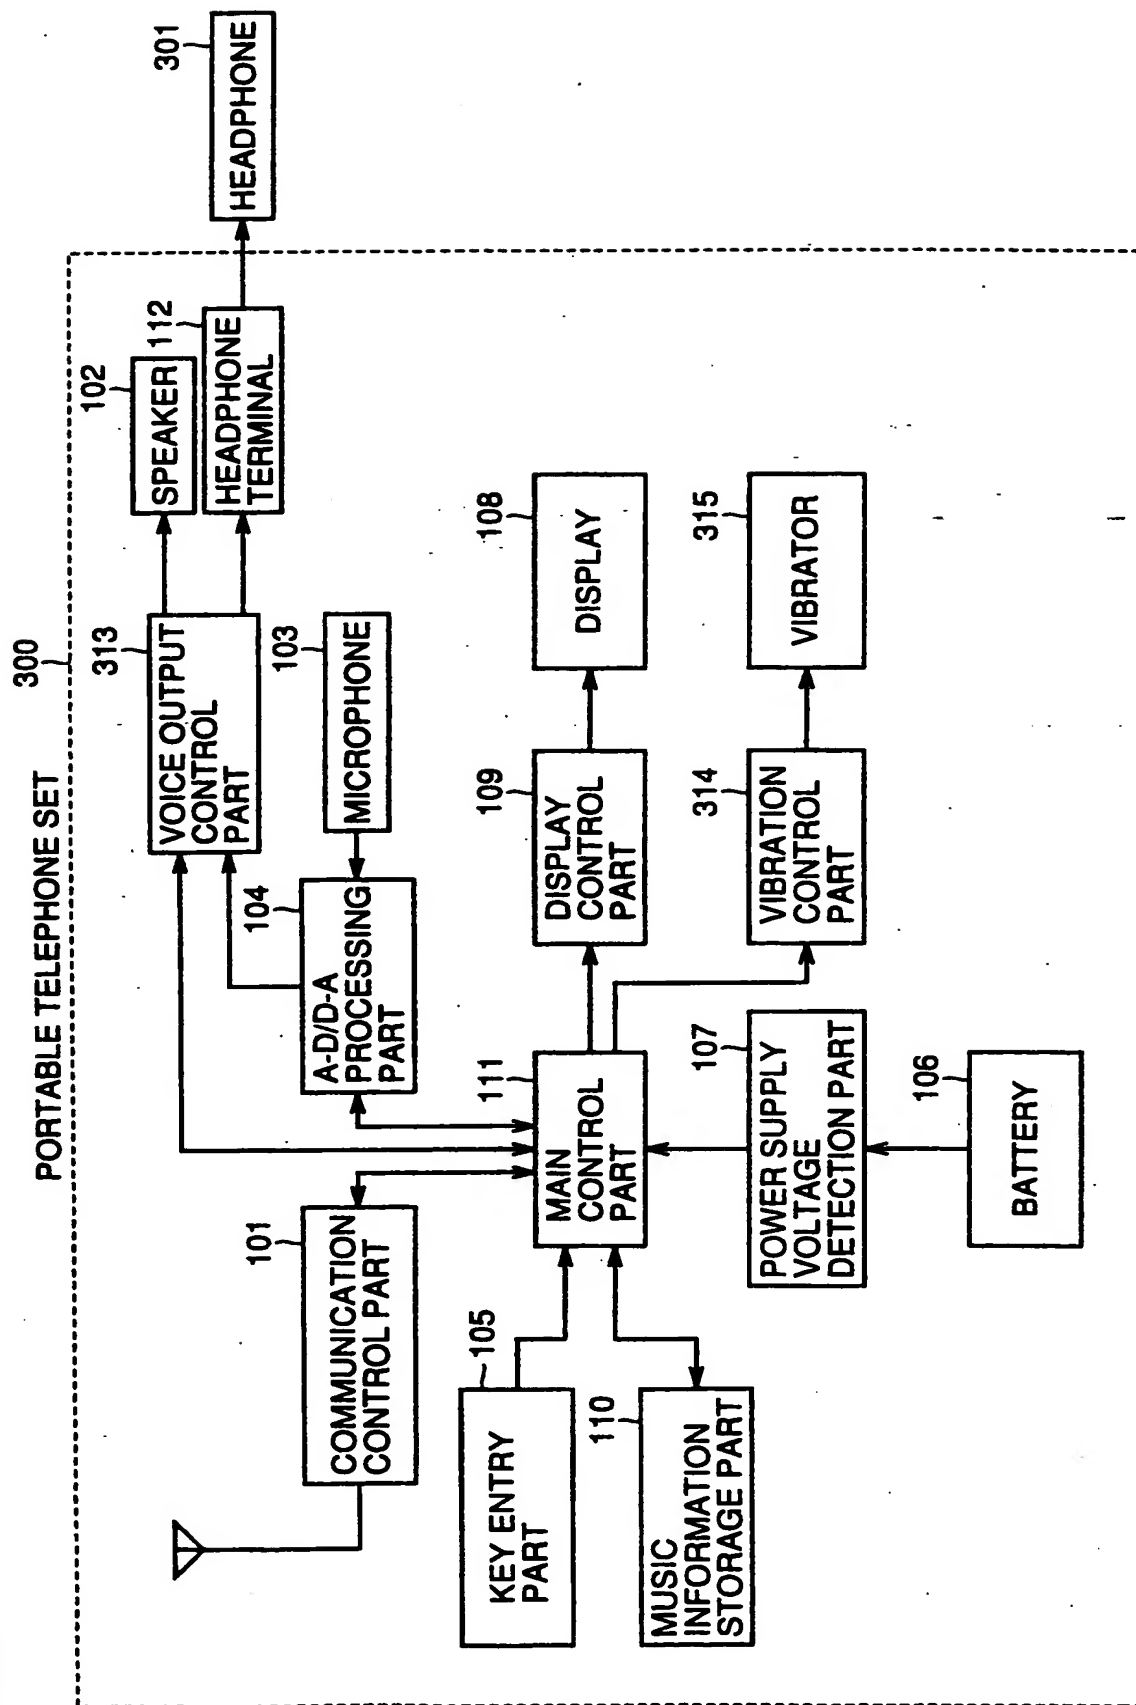 PORTABLE TELEPHONE SET
300
101
COMMUNICATION
CONTROL PART
313
VOICE OUTPUT
CONTROL
PART
102
SPEAKER
112
HEADPHONE
TERMINAL
301
HEADPHONE
104
A-D/D-A
PROCESSING
PART
103
MICROPHONE
105
KEY ENTRY
PART
111
MAIN
CONTROL
PART
109
DISPLAY
CONTROL
PART
108
DISPLAY
110
MUSIC
INFORMATION
STORAGE PART
107
POWER SUPPLY
VOLTAGE
DETECTION PART
314
VIBRATION
CONTROL
PART
315
VIBRATOR
106
BATTERY